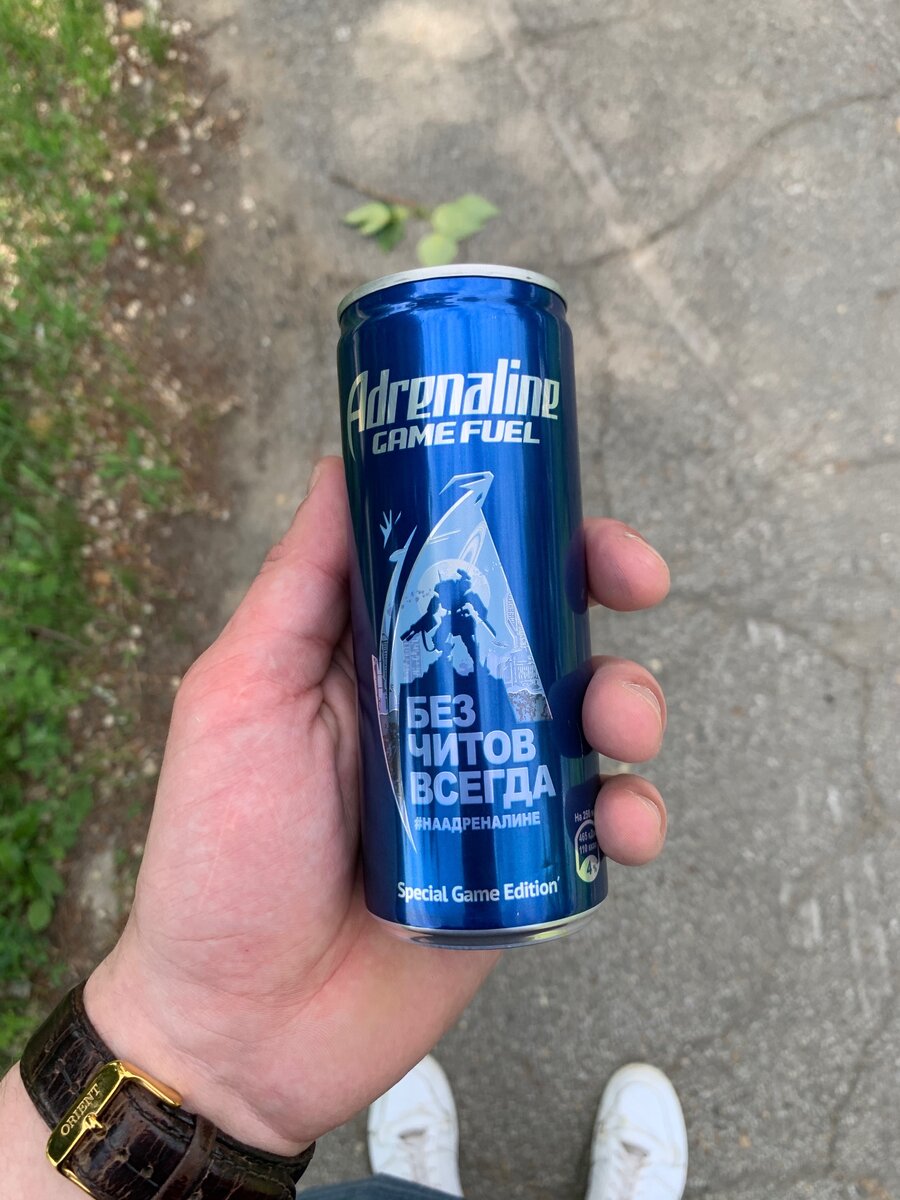 Adrenaline
GAME FUEL
БЕЗ
ЧИТОВ
ВСЕГДА
#НААДРЕНАЛИНЕ
Special Game Edition
ORIENT